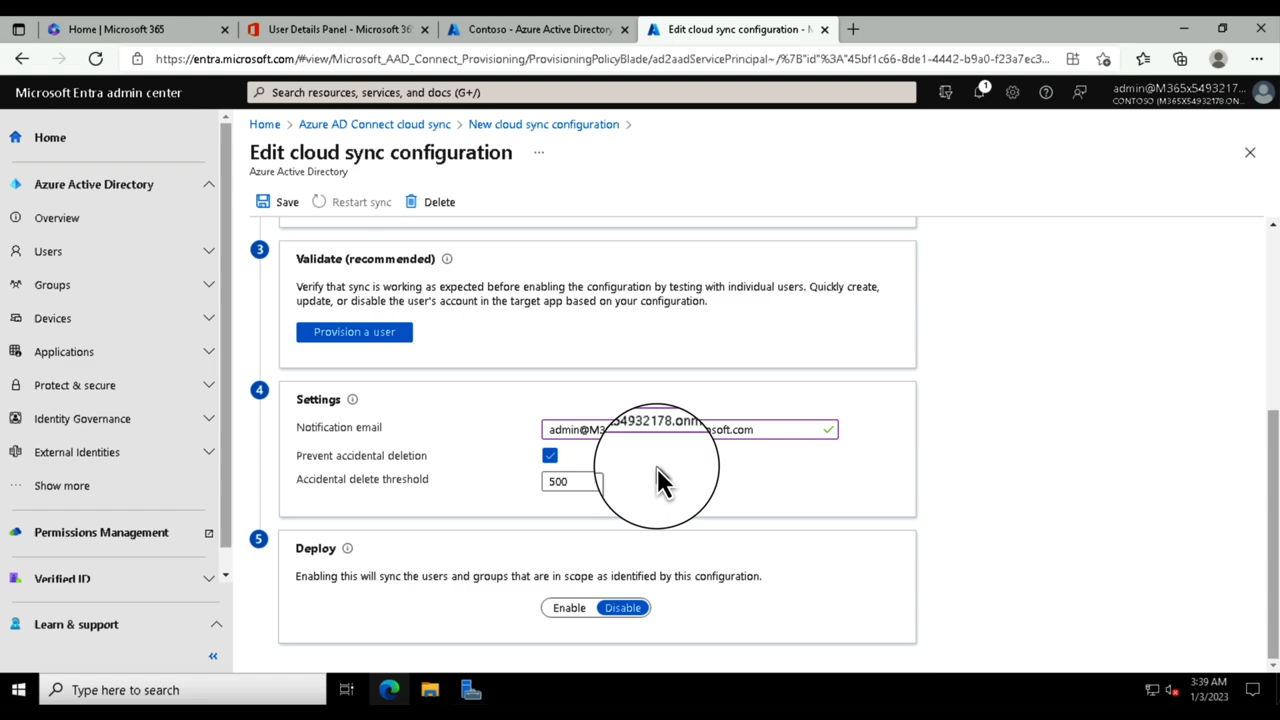 Home | Microsoft 365
User Details Panel - Microsoft 365
Contoso - Azure Active Directory
Edit cloud sync configuration - M
https://entra.microsoft.com/#view/Microsoft_AAD_Connect_Provisioning/ProvisioningPolicyBlade/ad2aadServicePrincipal~/%7B"id"%3A"45bf1c66-8de1-4442-b9a0-f23a7ec3...
Microsoft Entra admin center
Search resources, services, and docs (G+/)
1
admin@M365x5493217...
CONTOSO (M365X54932178.ON...
Home
Azure Active Directory
Overview
Users
Groups
Devices
Applications
Protect & secure
Identity Governance
External Identities
... Show more
Permissions Management
Verified ID
Learn & support
«
Home > Azure AD Connect cloud sync > New cloud sync configuration >
Edit cloud sync configuration ...
Azure Active Directory
Save Restart sync Delete
3
Validate (recommended)
Verify that sync is working as expected before enabling the configuration by testing with individual users. Quickly create,
update, or disable the user's account in the target app based on your configuration.
Provision a user
4
Settings
Notification email
admin@M3 54932178.onm osoft.com
Prevent accidental deletion
Accidental delete threshold
500
5
Deploy
Enabling this will sync the users and groups that are in scope as identified by this configuration.
Enable Disable
Type here to search
3:39 AM
1/3/2023